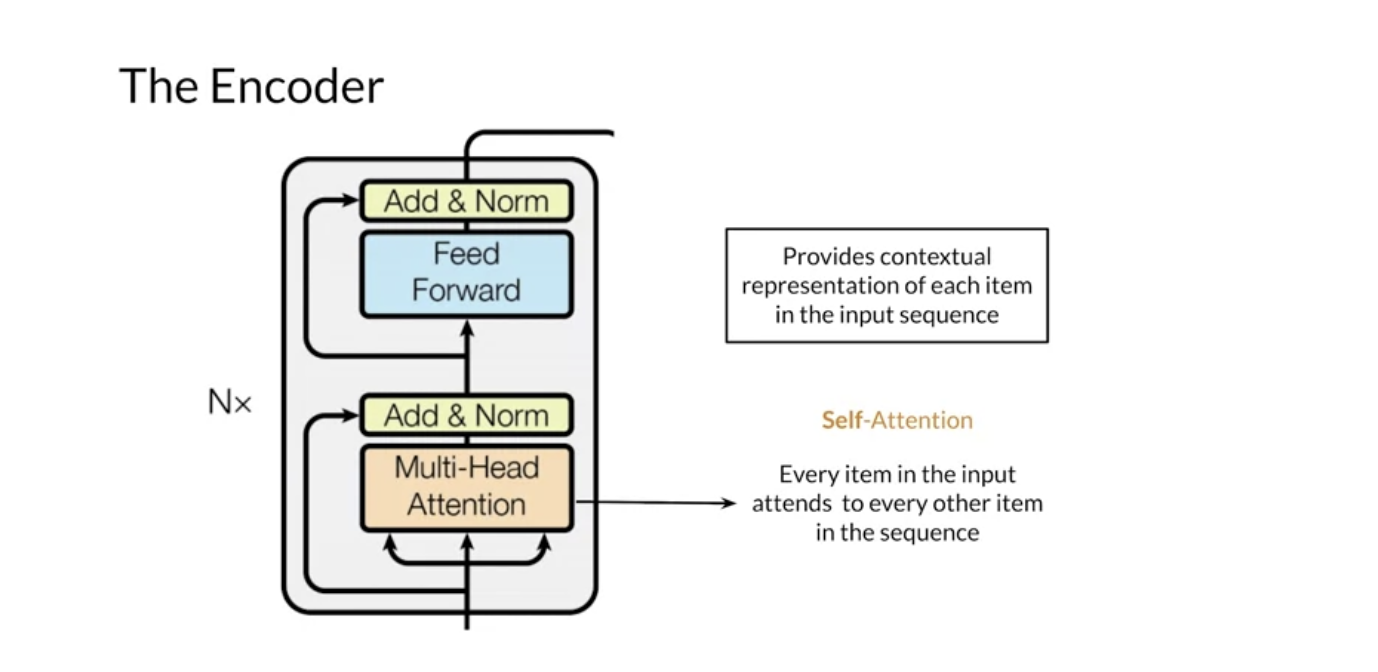 The Encoder
Add & Norm
Feed
Forward
Provides contextual
representation of each item
in the input sequence
Nx
Add & Norm
Multi-Head
Attention
Self-Attention
Every item in the input
attends to every other item
in the sequence